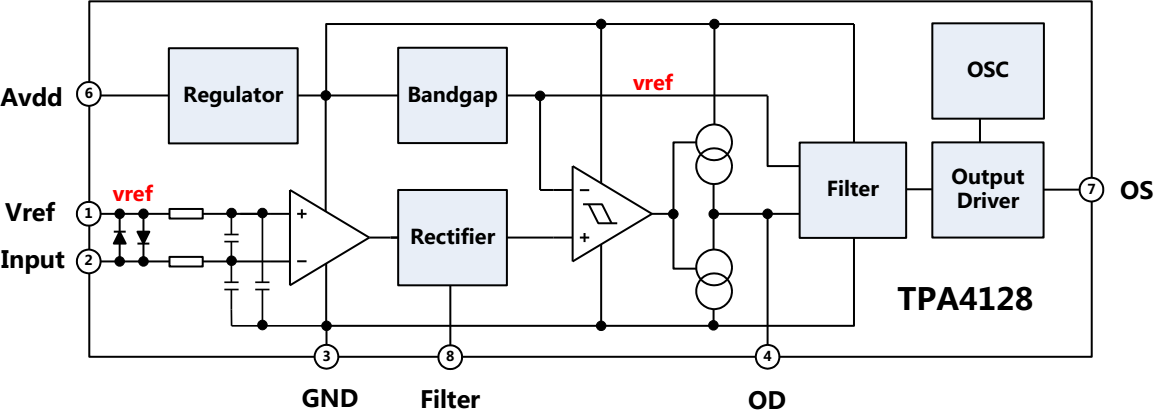 OSC
vref
Avdd
6
Regulator
Bandgap
vref
Vref
1
+
−
Filter
Output
Driver
7
OS
Input
2
−
Rectifier
+
TPA4128
3
8
4
GND
Filter
OD